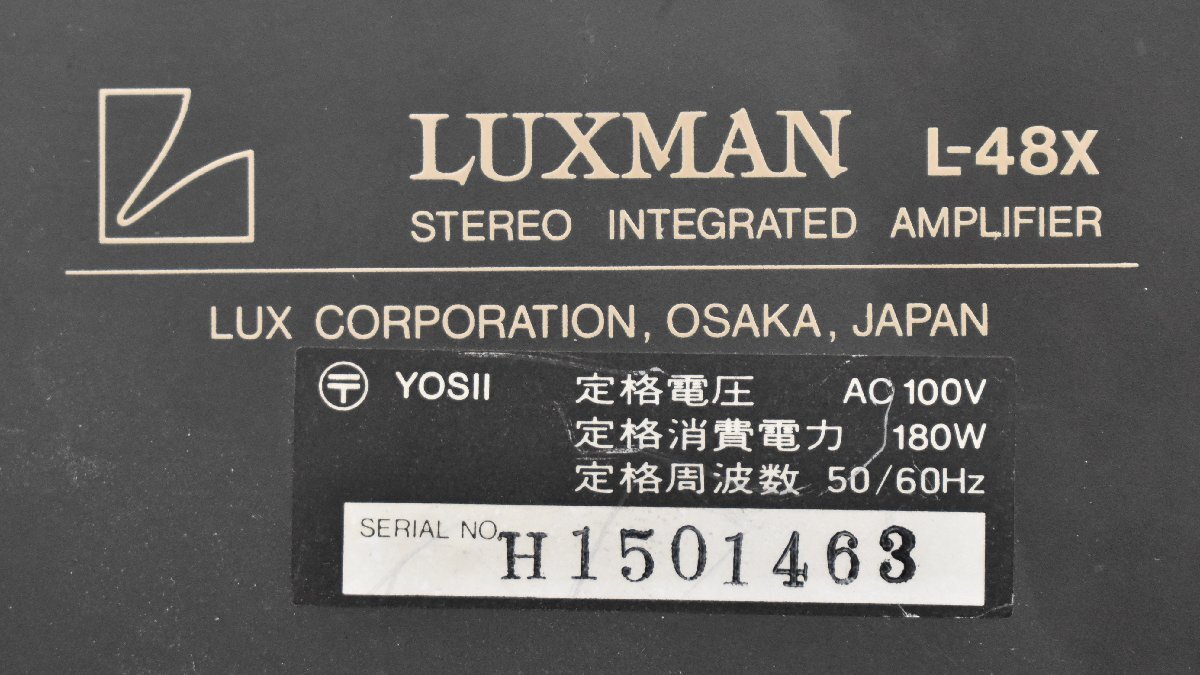 LUXMAN L-48X
STEREO INTEGRATED AMPLIFIER
LUX CORPORATION, OSAKA, JAPAN
〒 YOSII 定格電圧 AC 100V
定格消費電力 180W
定格周波数 50/60Hz
SERIAL NO. H1501463